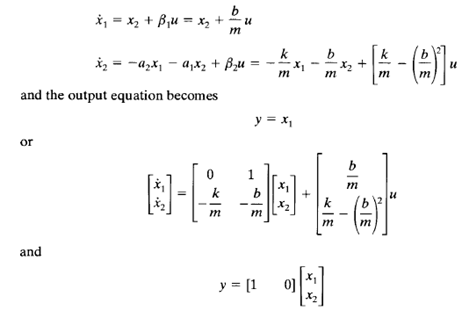 ẋ₁ = x₂ + β₁u = x₂ + b/m u
ẋ₂ = −a₂x₁ − a₁x₂ + β₂u = − k/m x₁ − b/m x₂ + [k/m − (b/m)²] u
and the output equation becomes
y = x₁
or
[ẋ₁ ẋ₂] = [0 1 −k/m −b/m] [x₁ x₂] + [b/m k/m − (b/m)²] u
and
y = [1 0] [x₁ x₂]